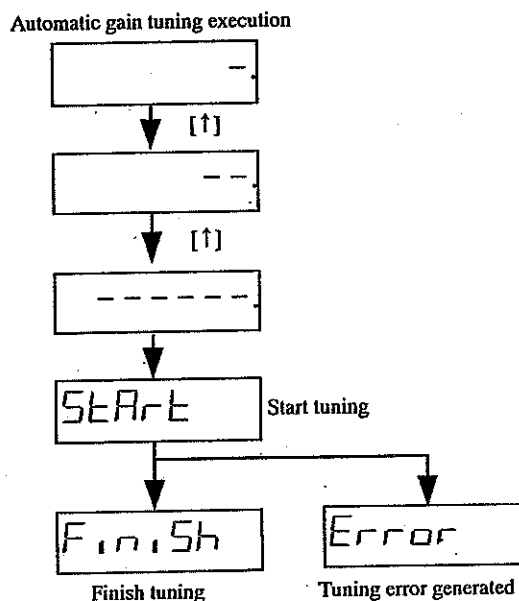 Automatic gain tuning execution
-.
[↑]
--.
[↑]
------.
StArt
Start tuning
FiniSh
Error
Finish tuning
Tuning error generated